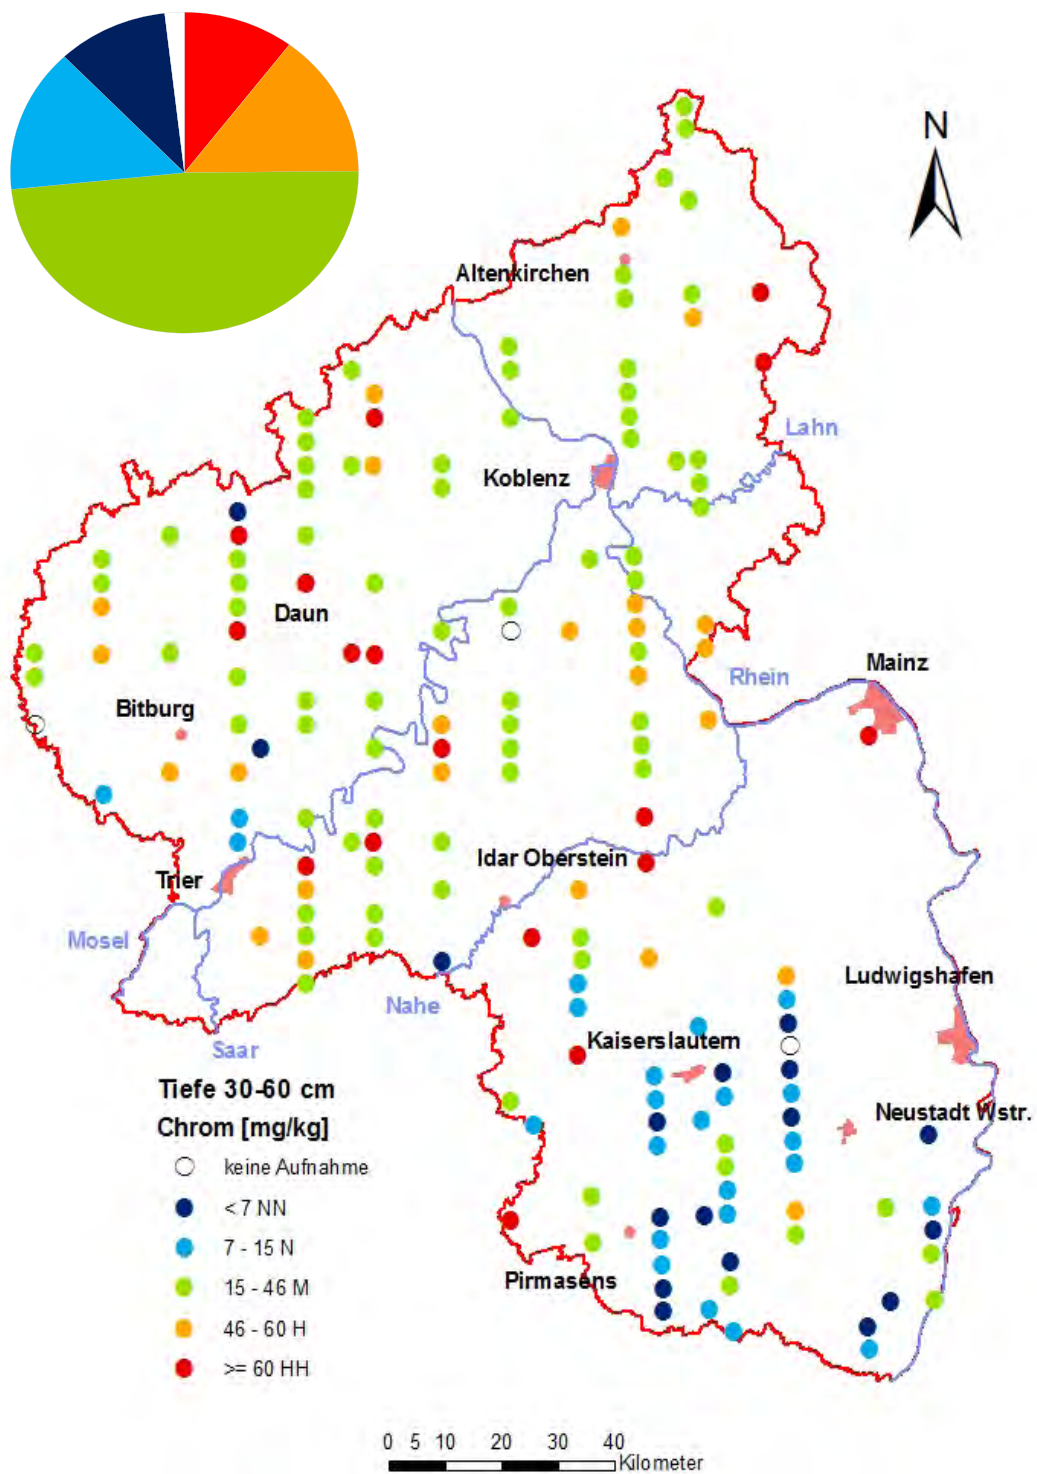 N
Altenkirchen
Lahn
Koblenz
Daun
Mainz
Rhein
Bitburg
Idar Oberstein
Trier
Mosel
Ludwigshafen
Nahe
Kaiserslautern
Saar
Tiefe 30-60 cm
Chrom [mg/kg]
Neustadt Wstr.
keine Aufnahme
< 7 NN
7 - 15 N
15 - 46 M
Pirmasens
46 - 60 H
>= 60 HH
0 5 10 20 30 40
Kilometer